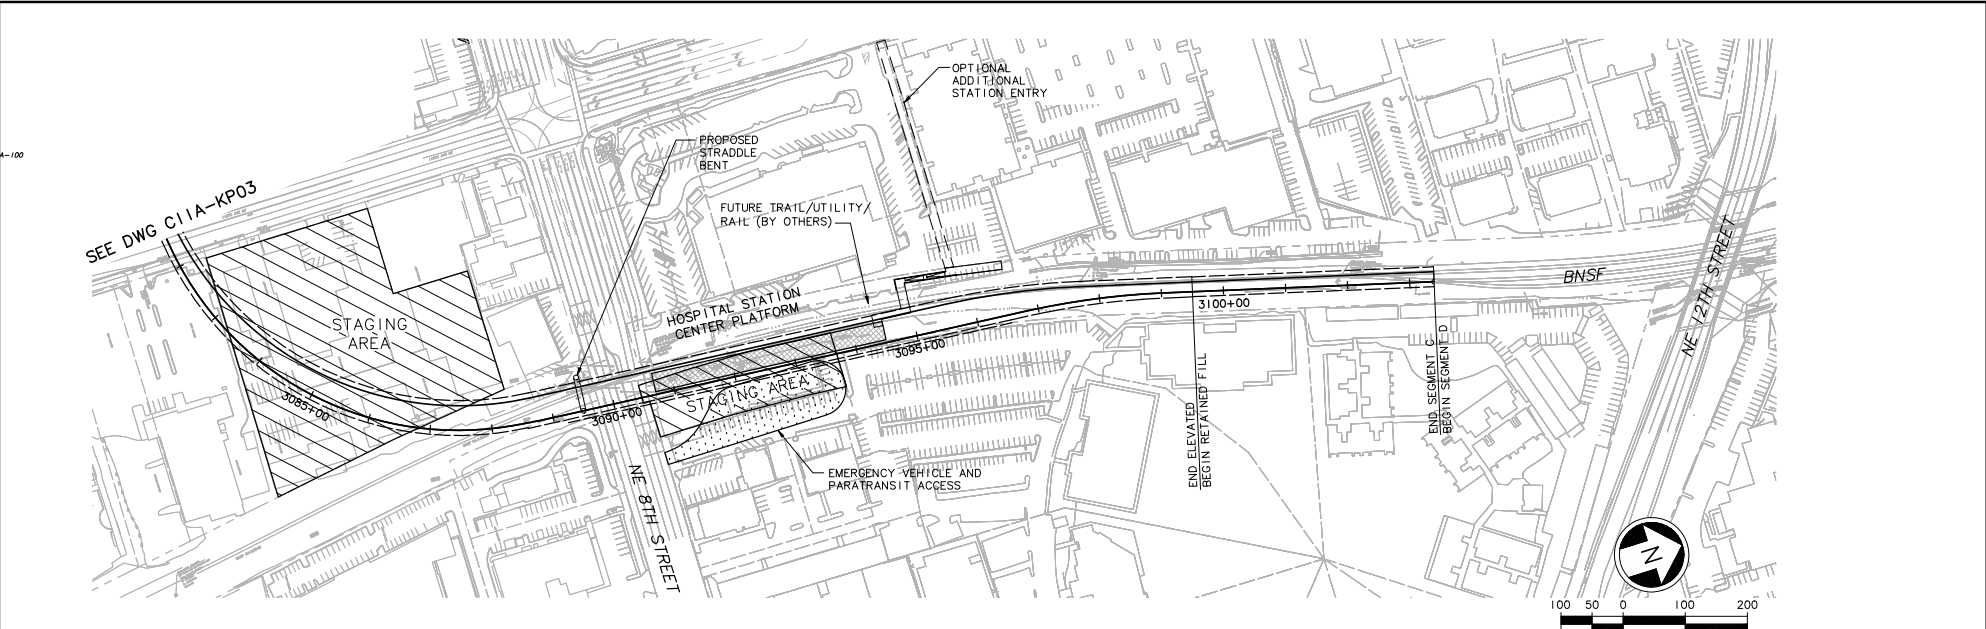 OPTIONAL
ADDITIONAL
STATION ENTRY
PROPOSED
STRADDLE
BENT
A-100
SEE DWG C11A-KP03
FUTURE TRAIL/UTILITY/
RAIL (BY OTHERS)
NE 12TH STREET
BNSF
HOSPITAL STATION
CENTER PLATFORM
STAGING
AREA
3100+00
3095+00
END SEGMENT C
BEGIN SEGMENT D
END ELEVATED
BEGIN RETAINED FILL
STAGING AREA
3085+00
3090+00
NE 8TH STREET
EMERGENCY VEHICLE AND
PARATRANSIT ACCESS
N
100 50 0 100 200